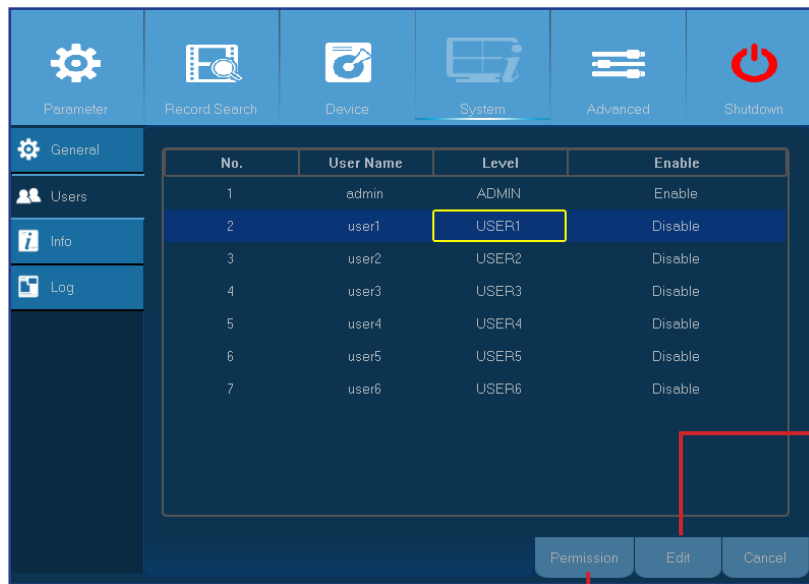 Parameter Record Search Device System Advanced Shutdown
General
Users
Info
Log
No. User Name Level Enable
1 admin ADMIN Enable
2 user1 USER1 Disable
3 user2 USER2 Disable
4 user3 USER3 Disable
5 user4 USER4 Disable
6 user5 USER5 Disable
7 user6 USER6 Disable
Permission Edit Cancel